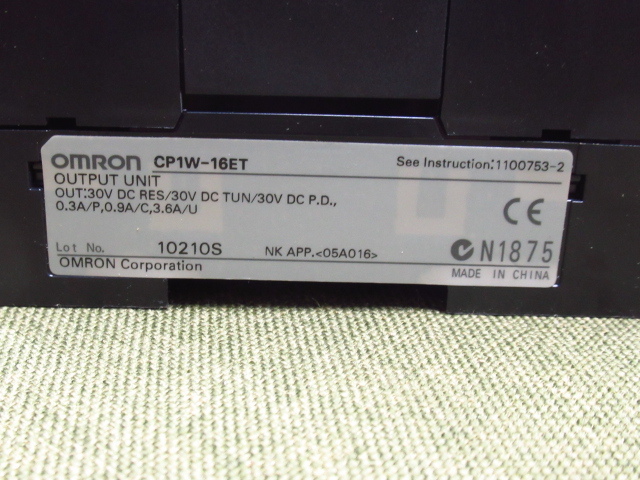 OMRON CP1W-16ET See Instruction:1100753-2
OUTPUT UNIT
OUT:30V DC RES/30V DC TUN/30V DC P.D.,
0.3A/P,0.9A/C,3.6A/U
CE
Lot No. 10210S NK APP.<05A016> N1875
OMRON Corporation MADE IN CHINA